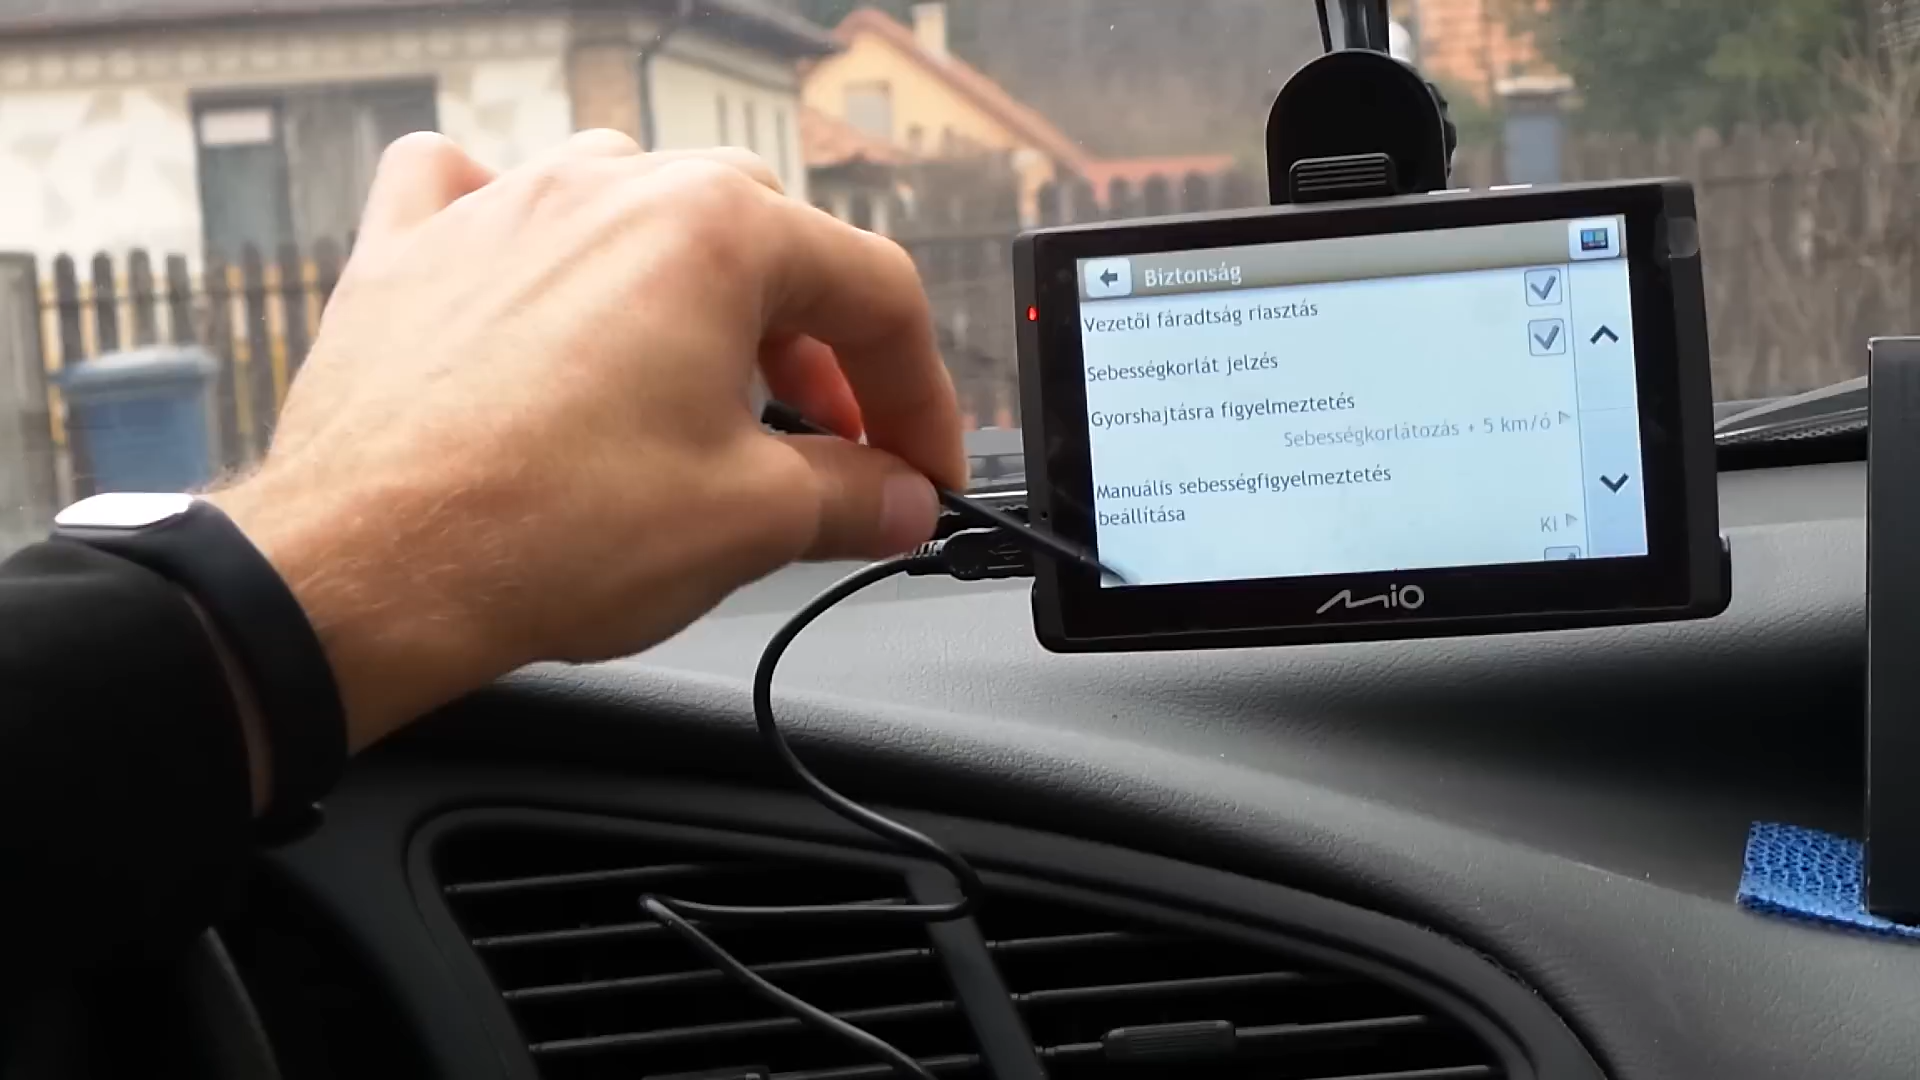 Biztonság
Vezetői fáradtság riasztás
Sebességkorlát jelzés
Gyorshajtásra figyelmeztetés
Sebességkorlátozás + 5 km/ó
Manuális sebességfigyelmeztetés
beállítása
Ki
Mio